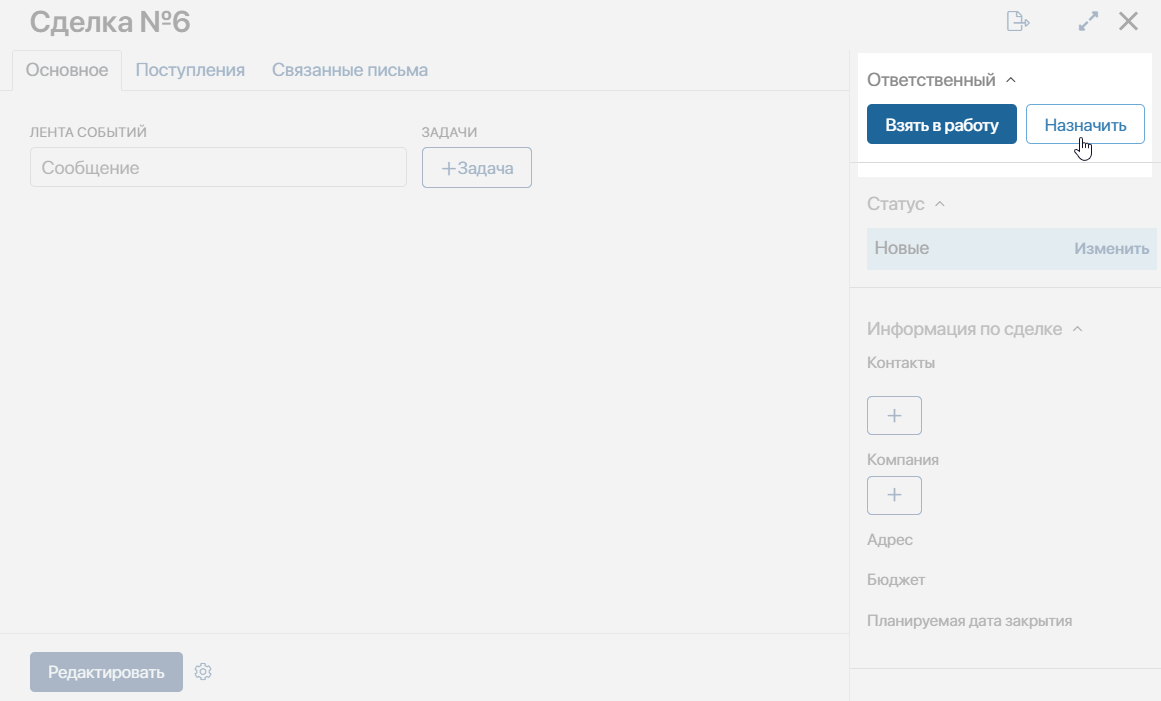 Сделка №6
Основное Поступления Связанные письма
ЛЕНТА СОБЫТИЙ
Сообщение
ЗАДАЧИ
+Задача
Ответственный
Взять в работу Назначить
Статус
Новые Изменить
Информация по сделке
Контакты
+
Компания
+
Адрес
Бюджет
Планируемая дата закрытия
Редактировать